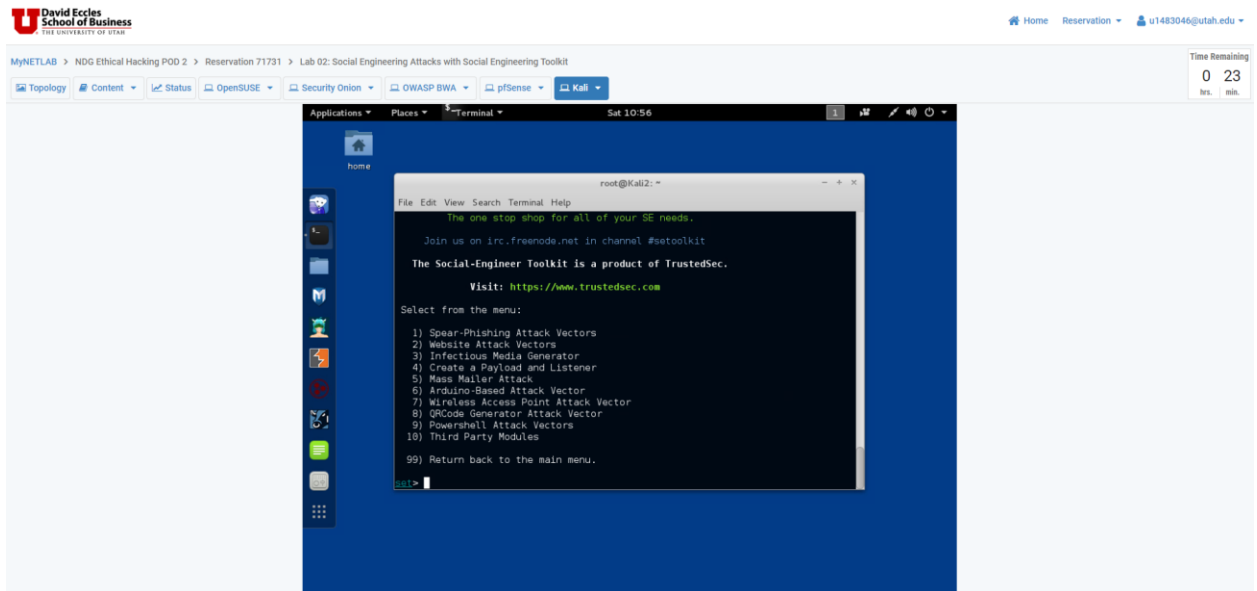 David Eccles
School of Business
THE UNIVERSITY OF UTAH
Home Reservation u1483046@utah.edu
MyNETLAB > NDG Ethical Hacking POD 2 > Reservation 71731 > Lab 02: Social Engineering Attacks with Social Engineering Toolkit
Time Remaining
0 23
hrs. min.
Topology Content Status OpenSUSE Security Onion OWASP BWA pfSense Kali
Applications Places Terminal Sat 10:56 1
home
root@Kali2: ~
File Edit View Search Terminal Help
The one stop shop for all of your SE needs.
Join us on irc.freenode.net in channel #setoolkit
The Social-Engineer Toolkit is a product of TrustedSec.
Visit: https://www.trustedsec.com
Select from the menu:
1) Spear-Phishing Attack Vectors
2) Website Attack Vectors
3) Infectious Media Generator
4) Create a Payload and Listener
5) Mass Mailer Attack
6) Arduino-Based Attack Vector
7) Wireless Access Point Attack Vector
8) QRCode Generator Attack Vector
9) Powershell Attack Vectors
10) Third Party Modules
99) Return back to the main menu.
set>